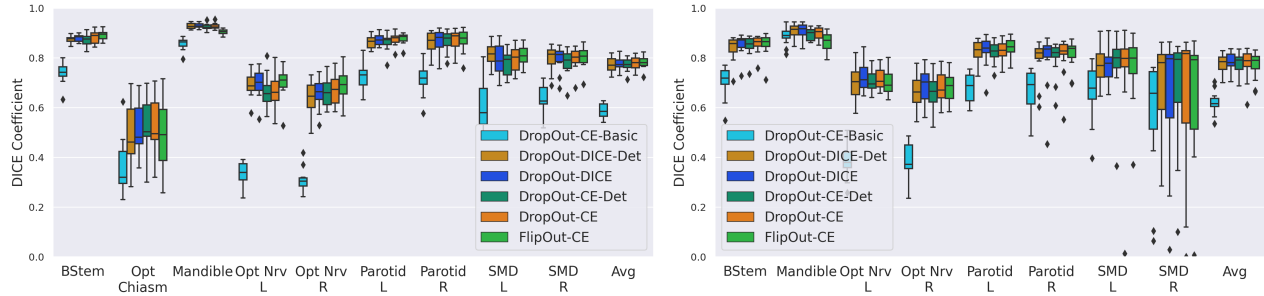 DICE Coefficient
1.0
0.8
0.6
0.4
0.2
0.0
DropOut-CE-Basic
DropOut-DICE-Det
DropOut-DICE
DropOut-CE-Det
DropOut-CE
FlipOut-CE
BStem Opt Mandible Opt Nrv Opt Nrv Parotid Parotid SMD SMD Avg
Chiasm L R L R L R
DICE Coefficient
1.0
0.8
0.6
0.4
0.2
0.0
DropOut-CE-Basic
DropOut-DICE-Det
DropOut-DICE
DropOut-CE-Det
DropOut-CE
FlipOut-CE
BStem Mandible Opt Nrv Opt Nrv Parotid Parotid SMD SMD Avg
L R L R L R